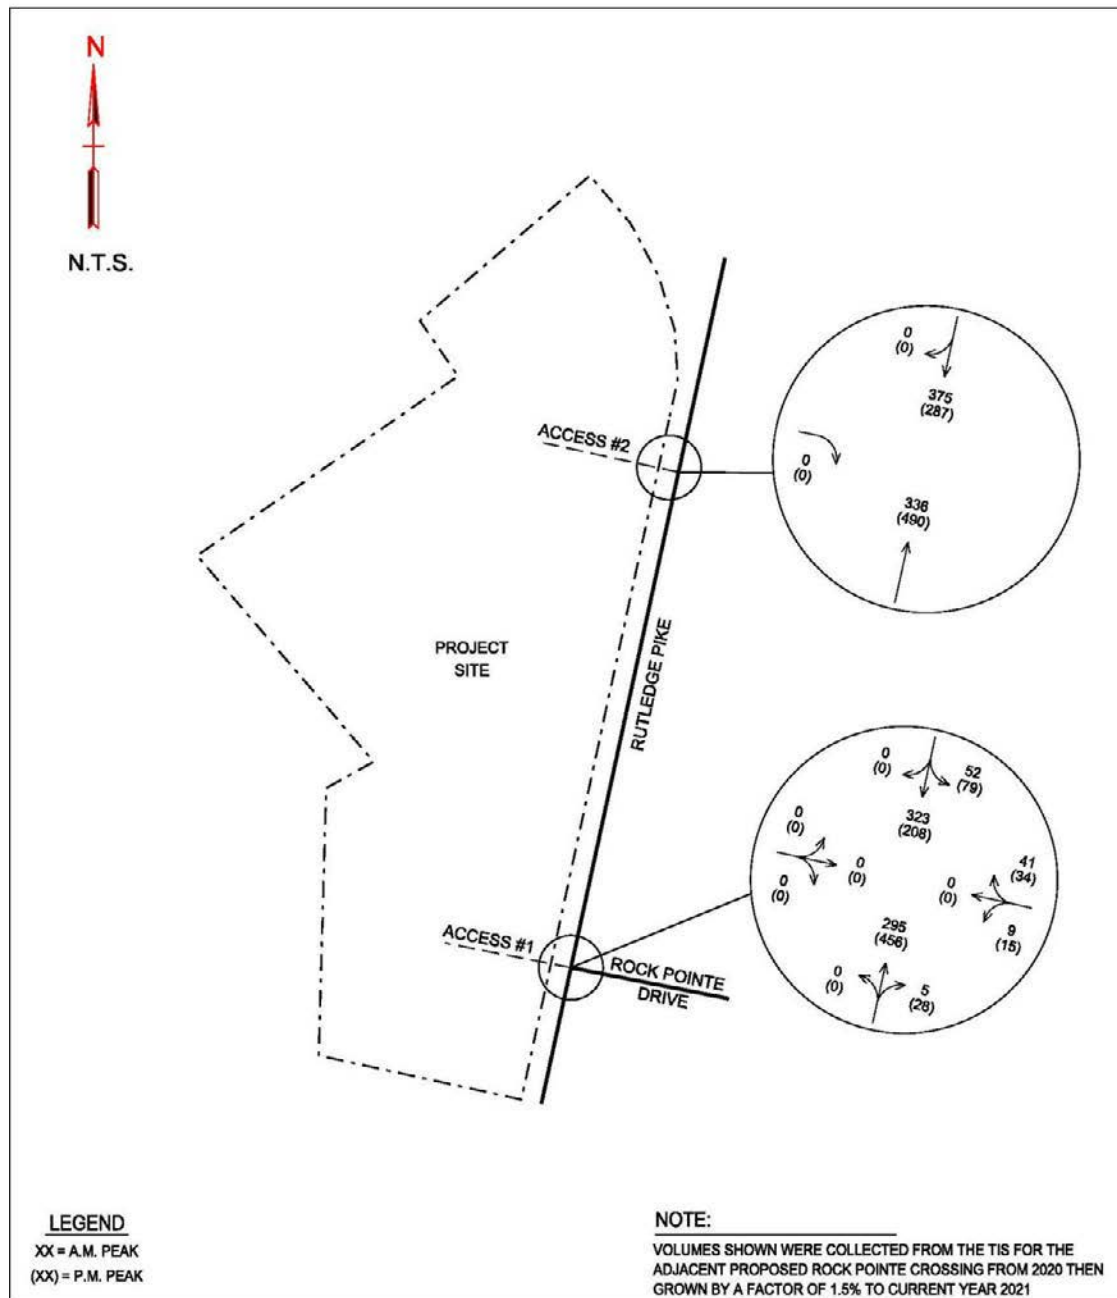 N
N.T.S.
0
(0)
375
(287)
ACCESS #2
0
(0)
336
(490)
PROJECT
SITE
RUTLEDGE PIKE
0
(0)
52
(79)
0
(0)
323
(208)
0
(0)
0
(0)
41
(34)
0
(0)
9
(15)
295
(456)
0
(0)
5
(28)
ACCESS #1
ROCK POINTE
DRIVE
LEGEND
XX = A.M. PEAK
(XX) = P.M. PEAK
NOTE:
VOLUMES SHOWN WERE COLLECTED FROM THE TIS FOR THE
ADJACENT PROPOSED ROCK POINTE CROSSING FROM 2020 THEN
GROWN BY A FACTOR OF 1.5% TO CURRENT YEAR 2021